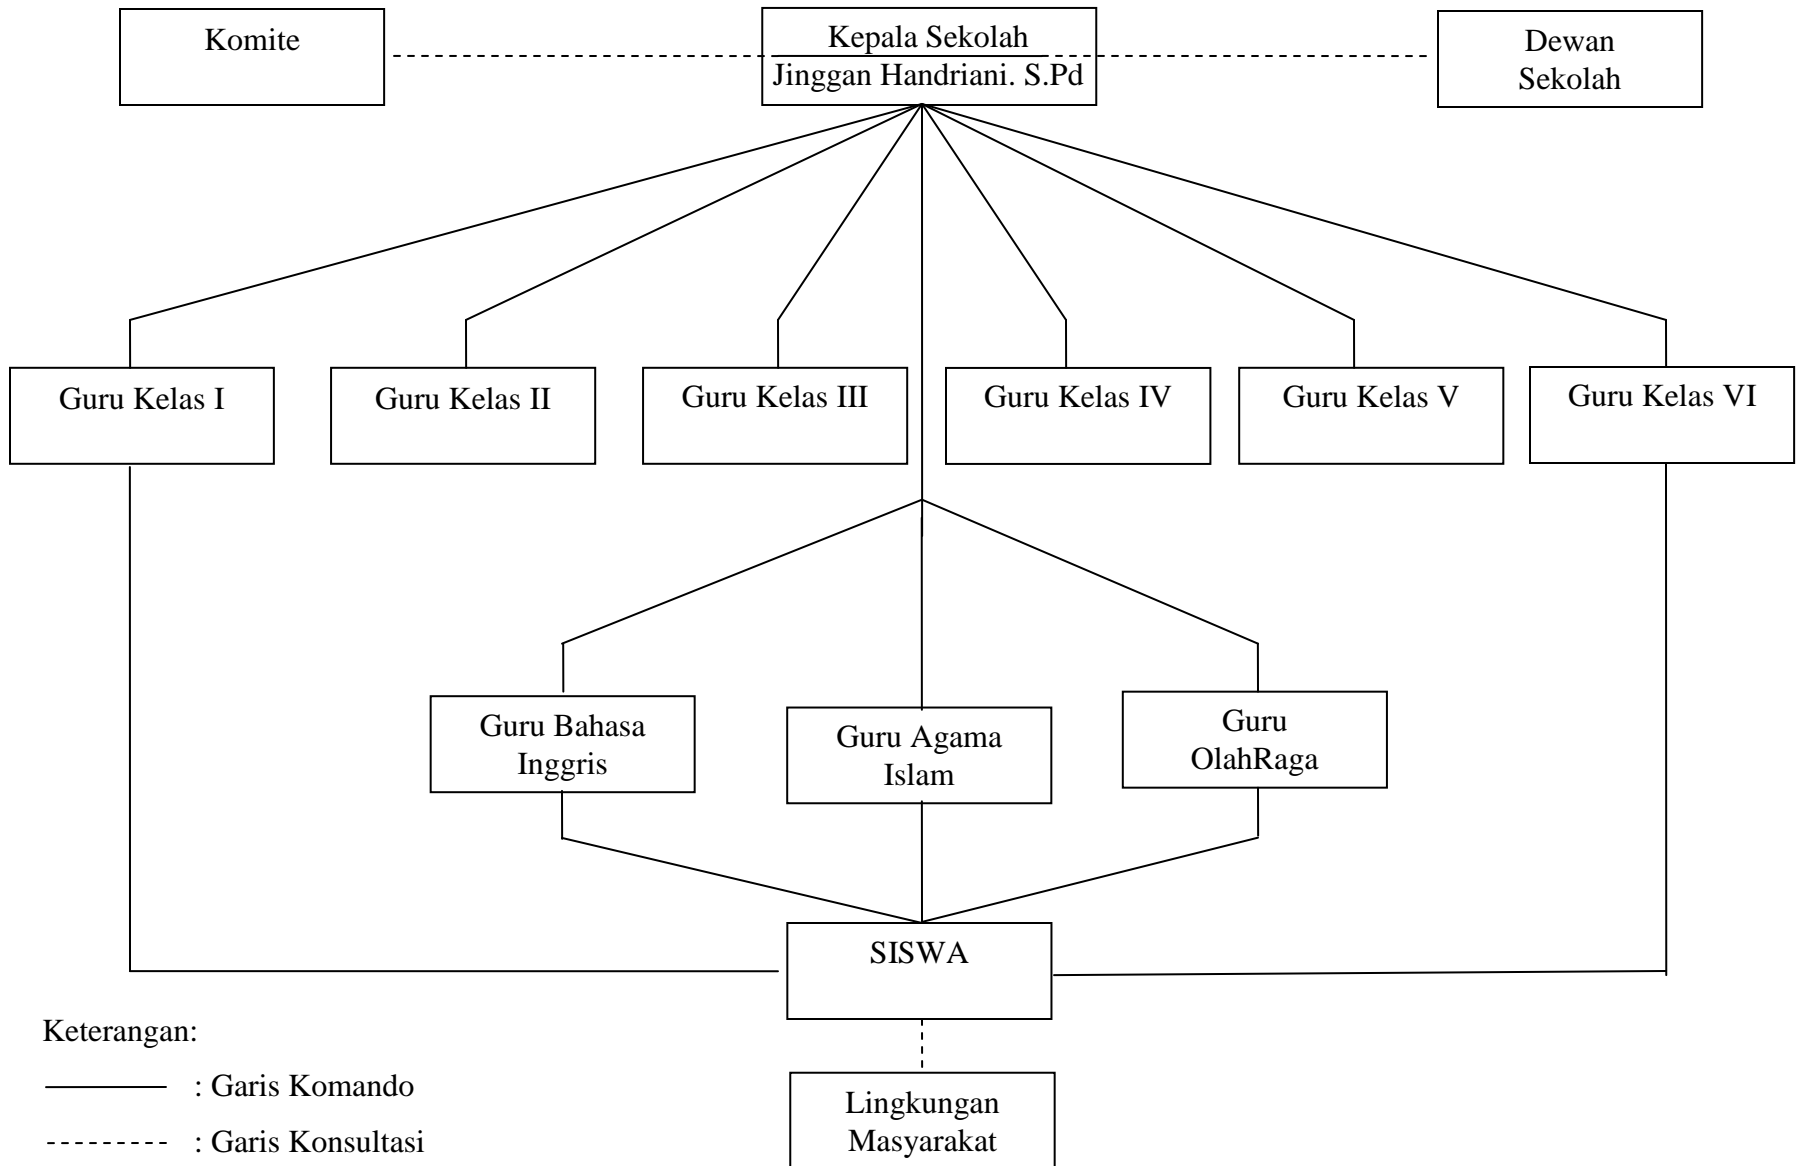 Komite
Kepala Sekolah
Jinggan Handriani. S.Pd
Dewan
Sekolah
Guru Kelas I
Guru Kelas II
Guru Kelas III
Guru Kelas IV
Guru Kelas V
Guru Kelas VI
Guru Bahasa
Inggris
Guru Agama
Islam
Guru
OlahRaga
SISWA
Keterangan:
: Garis Komando
: Garis Konsultasi
Lingkungan
Masyarakat